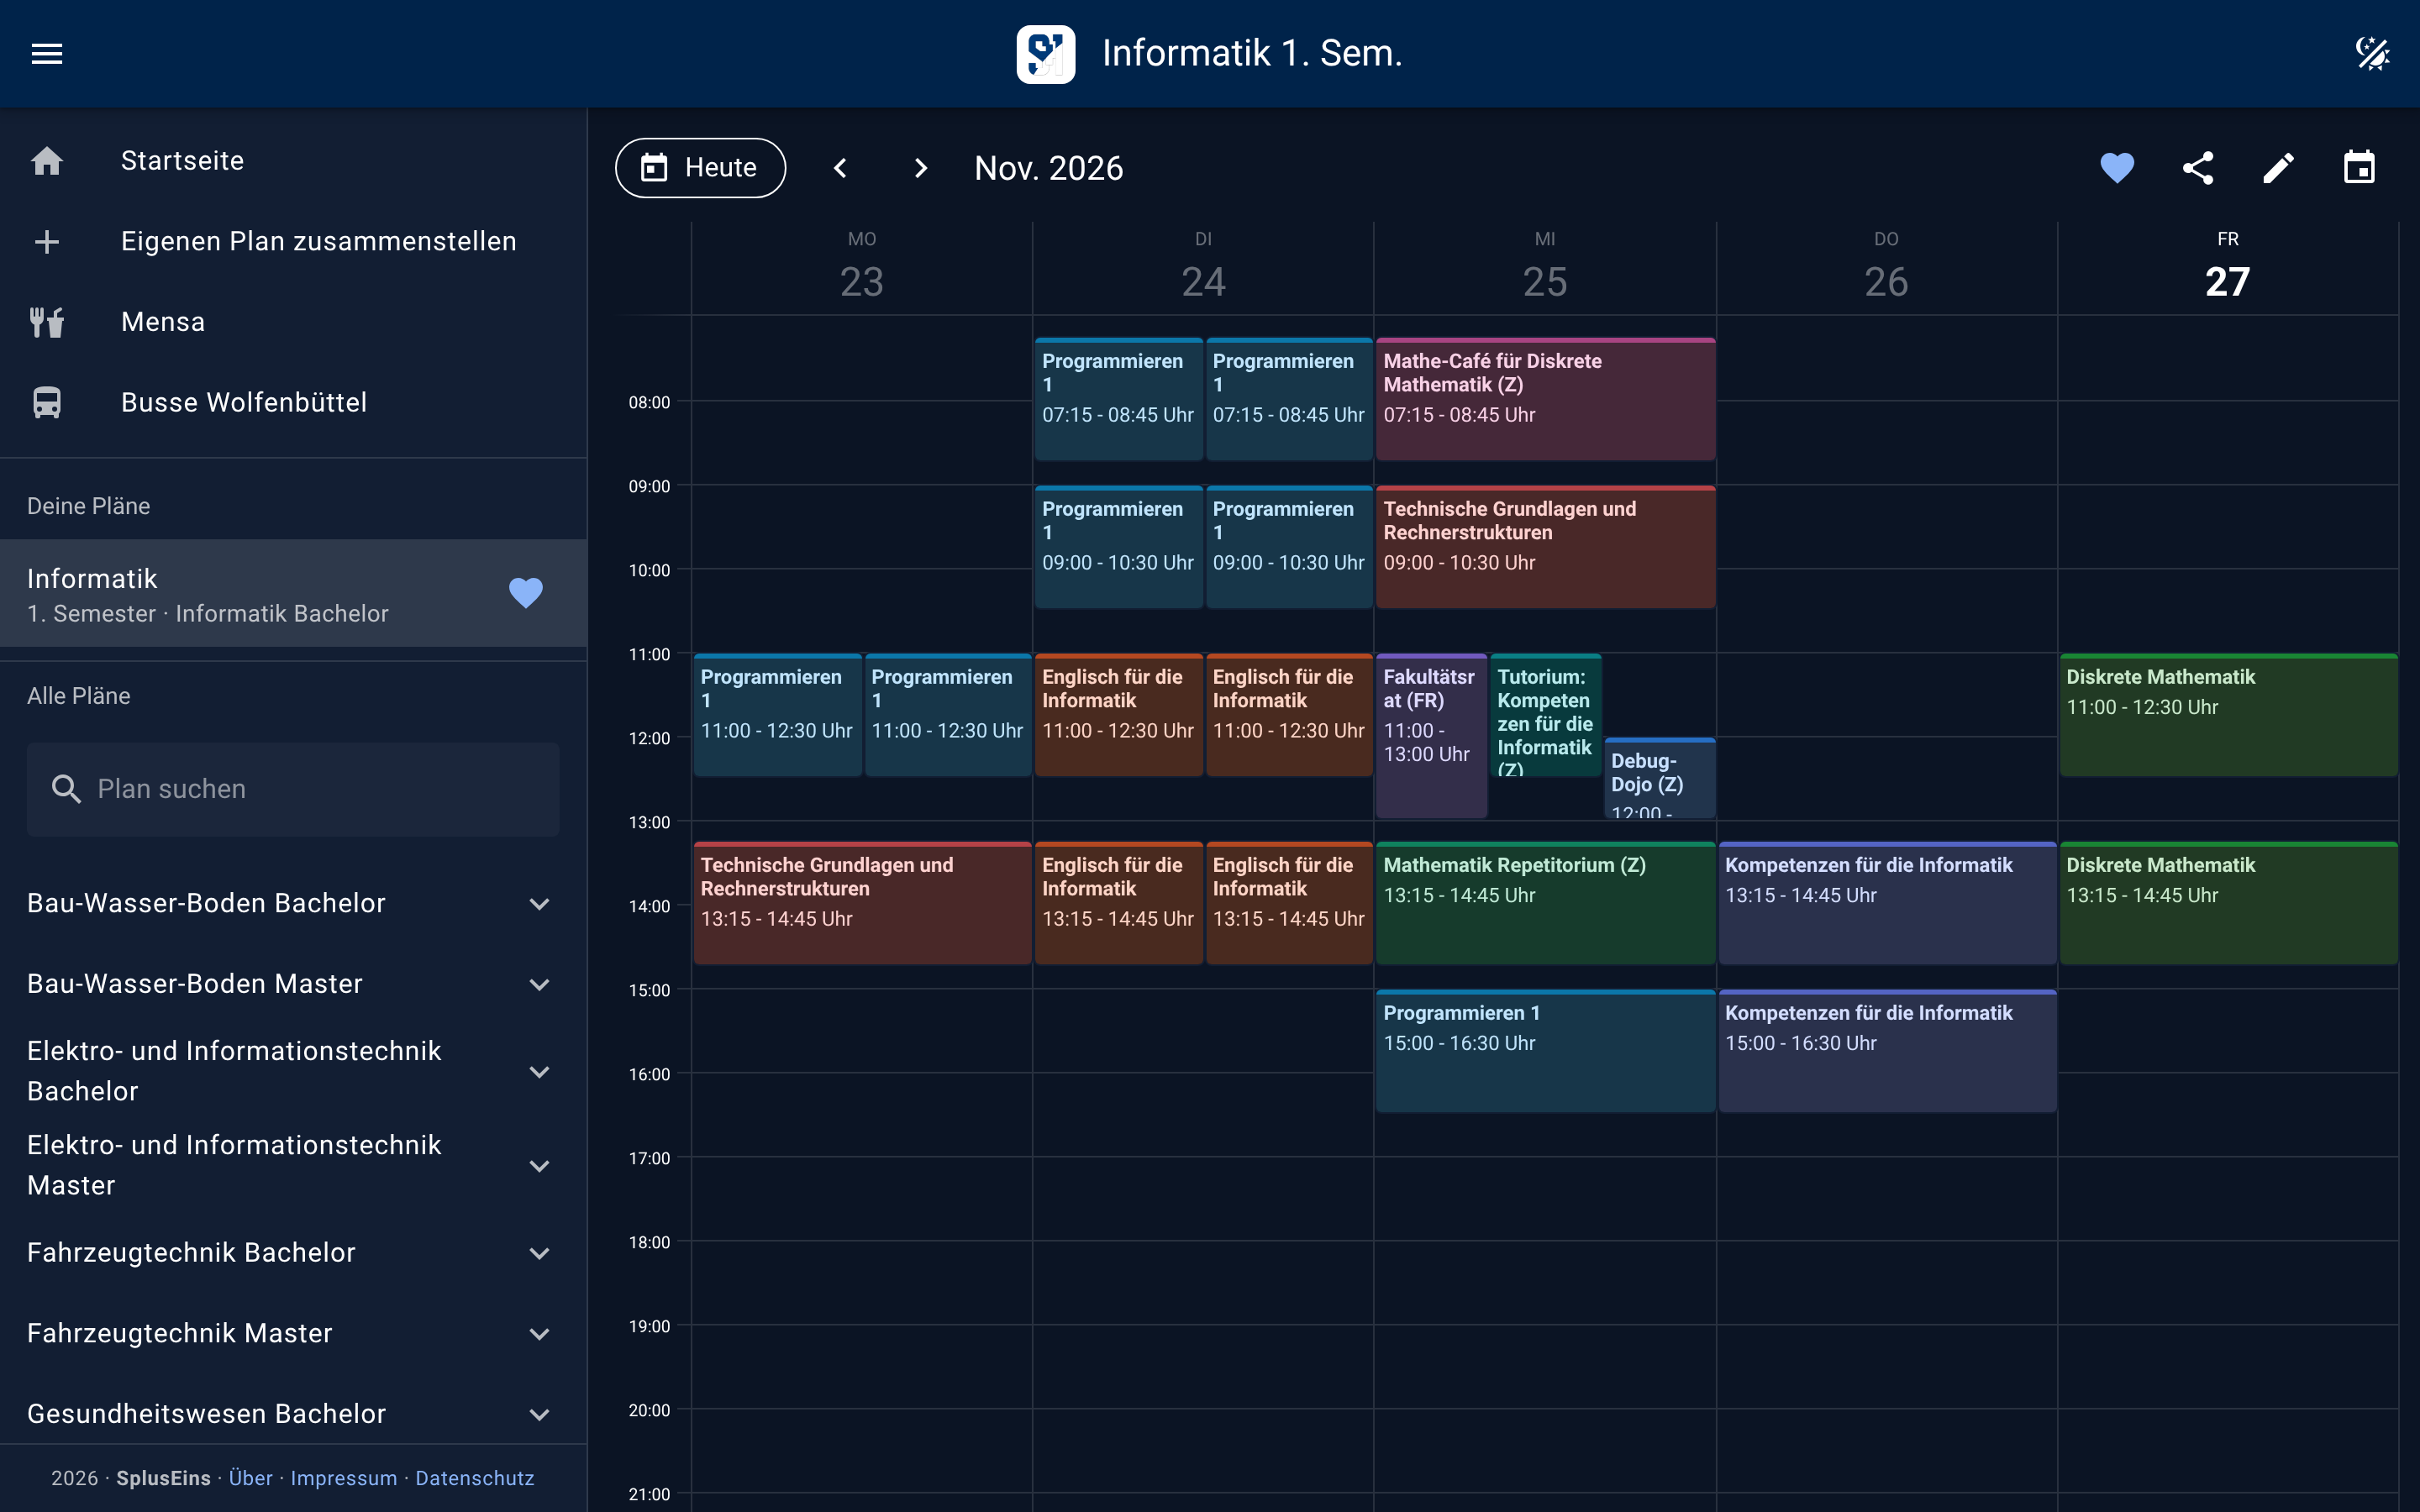 Informatik 1. Sem.
Startseite
Eigenen Plan zusammenstellen
Mensa
Busse Wolfenbüttel
Deine Pläne
Informatik
1. Semester · Informatik Bachelor
Alle Pläne
Plan suchen
Bau-Wasser-Boden Bachelor
Bau-Wasser-Boden Master
Elektro- und Informationstechnik
Bachelor
Elektro- und Informationstechnik
Master
Fahrzeugtechnik Bachelor
Fahrzeugtechnik Master
Gesundheitswesen Bachelor
2026 · SplusEins · Über · Impressum · Datenschutz
Heute
Nov. 2026
MO
23
DI
24
MI
25
DO
26
FR
27
08:00
09:00
10:00
11:00
12:00
13:00
14:00
15:00
16:00
17:00
18:00
19:00
20:00
21:00
Programmieren
1
11:00 - 12:30 Uhr
Programmieren
1
11:00 - 12:30 Uhr
Technische Grundlagen und
Rechnerstrukturen
13:15 - 14:45 Uhr
Programmieren
1
07:15 - 08:45 Uhr
Programmieren
1
07:15 - 08:45 Uhr
Programmieren
1
09:00 - 10:30 Uhr
Programmieren
1
09:00 - 10:30 Uhr
Englisch für die
Informatik
11:00 - 12:30 Uhr
Englisch für die
Informatik
11:00 - 12:30 Uhr
Englisch für die
Informatik
13:15 - 14:45 Uhr
Englisch für die
Informatik
13:15 - 14:45 Uhr
Mathe-Café für Diskrete
Mathematik (Z)
07:15 - 08:45 Uhr
Technische Grundlagen und
Rechnerstrukturen
09:00 - 10:30 Uhr
Fakultätsr
at (FR)
11:00 -
13:00 Uhr
Tutorium:
Kompeten
zen für die
Informatik
(Z)
Debug-
Dojo (Z)
12:00 -
Mathematik Repetitorium (Z)
13:15 - 14:45 Uhr
Programmieren 1
15:00 - 16:30 Uhr
Kompetenzen für die Informatik
13:15 - 14:45 Uhr
Kompetenzen für die Informatik
15:00 - 16:30 Uhr
Diskrete Mathematik
11:00 - 12:30 Uhr
Diskrete Mathematik
13:15 - 14:45 Uhr